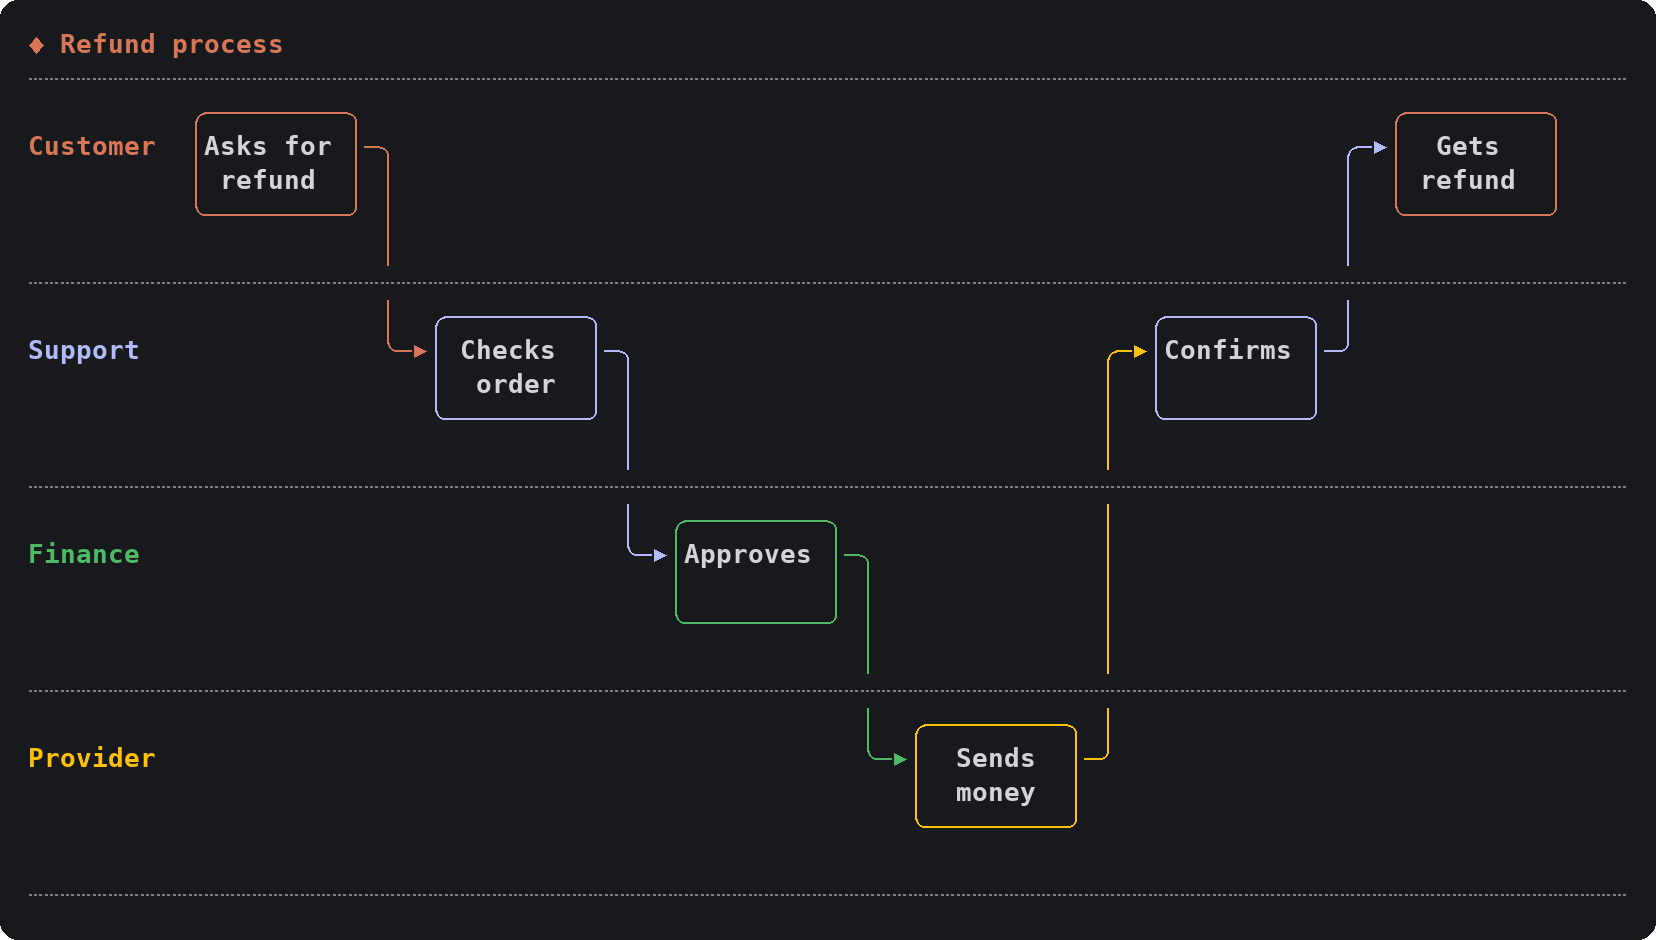 ♦ Refund process
Customer
Asks for
refund
Gets
refund
Support
Checks
order
Confirms
Finance
Approves
Provider
Sends
money